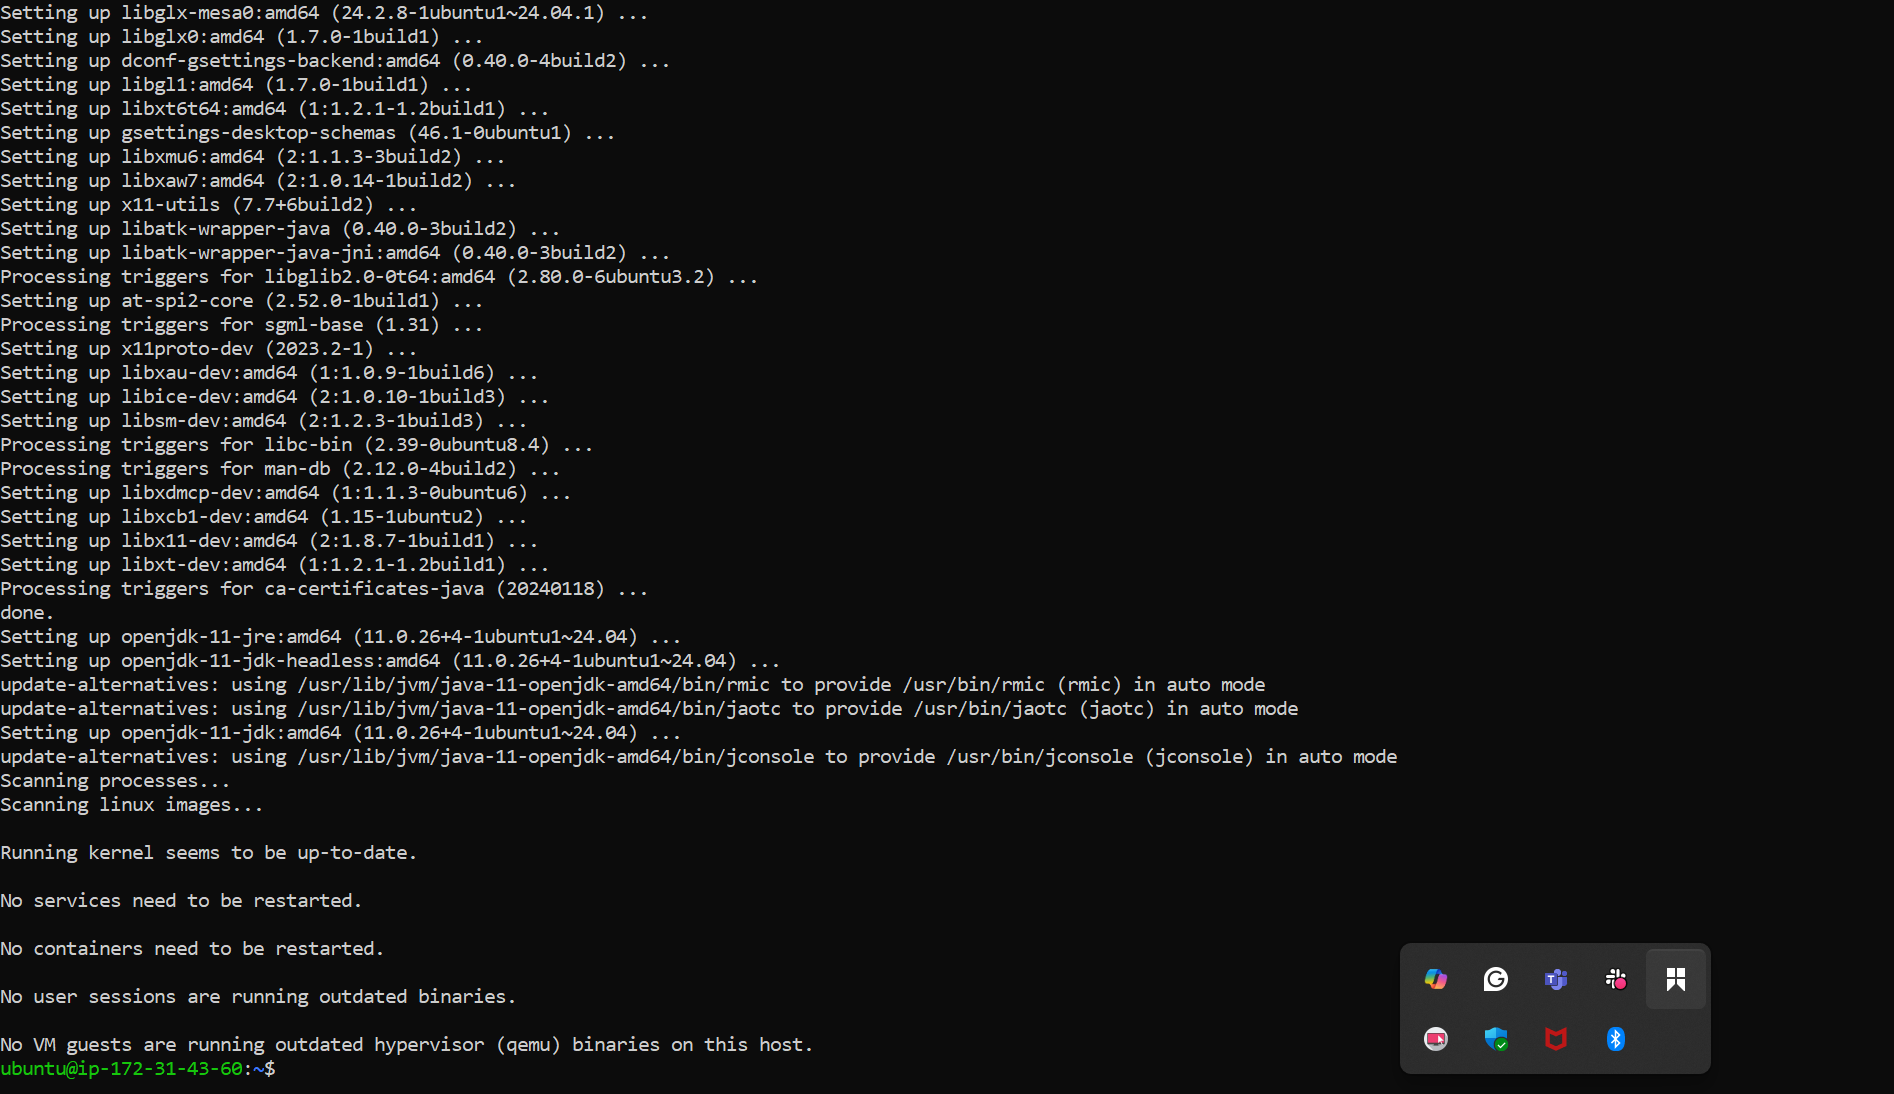 Setting up libglx-mesa0:amd64 (24.2.8-1ubuntu1~24.04.1) ...
Setting up libglx0:amd64 (1.7.0-1build1) ...
Setting up dconf-gsettings-backend:amd64 (0.40.0-4build2) ...
Setting up libgl1:amd64 (1.7.0-1build1) ...
Setting up libxt6t64:amd64 (1:1.2.1-1.2build1) ...
Setting up gsettings-desktop-schemas (46.1-0ubuntu1) ...
Setting up libxmu6:amd64 (2:1.1.3-3build2) ...
Setting up libxaw7:amd64 (2:1.0.14-1build2) ...
Setting up x11-utils (7.7+6build2) ...
Setting up libatk-wrapper-java (0.40.0-3build2) ...
Setting up libatk-wrapper-java-jni:amd64 (0.40.0-3build2) ...
Processing triggers for libglib2.0-0t64:amd64 (2.80.0-6ubuntu3.2) ...
Setting up at-spi2-core (2.52.0-1build1) ...
Processing triggers for sgml-base (1.31) ...
Setting up x11proto-dev (2023.2-1) ...
Setting up libxau-dev:amd64 (1:1.0.9-1build6) ...
Setting up libice-dev:amd64 (2:1.0.10-1build3) ...
Setting up libsm-dev:amd64 (2:1.2.3-1build3) ...
Processing triggers for libc-bin (2.39-0ubuntu8.4) ...
Processing triggers for man-db (2.12.0-4build2) ...
Setting up libxdmcp-dev:amd64 (1:1.1.3-0ubuntu6) ...
Setting up libxcb1-dev:amd64 (1.15-1ubuntu2) ...
Setting up libx11-dev:amd64 (2:1.8.7-1build1) ...
Setting up libxt-dev:amd64 (1:1.2.1-1.2build1) ...
Processing triggers for ca-certificates-java (20240118) ...
done.
Setting up openjdk-11-jre:amd64 (11.0.26+4-1ubuntu1~24.04) ...
Setting up openjdk-11-jdk-headless:amd64 (11.0.26+4-1ubuntu1~24.04) ...
update-alternatives: using /usr/lib/jvm/java-11-openjdk-amd64/bin/rmic to provide /usr/bin/rmic (rmic) in auto mode
update-alternatives: using /usr/lib/jvm/java-11-openjdk-amd64/bin/jaotc to provide /usr/bin/jaotc (jaotc) in auto mode
Setting up openjdk-11-jdk:amd64 (11.0.26+4-1ubuntu1~24.04) ...
update-alternatives: using /usr/lib/jvm/java-11-openjdk-amd64/bin/jconsole to provide /usr/bin/jconsole (jconsole) in auto mode
Scanning processes...
Scanning linux images...
Running kernel seems to be up-to-date.
No services need to be restarted.
No containers need to be restarted.
No user sessions are running outdated binaries.
No VM guests are running outdated hypervisor (qemu) binaries on this host.
ubuntu@ip-172-31-43-60:~$